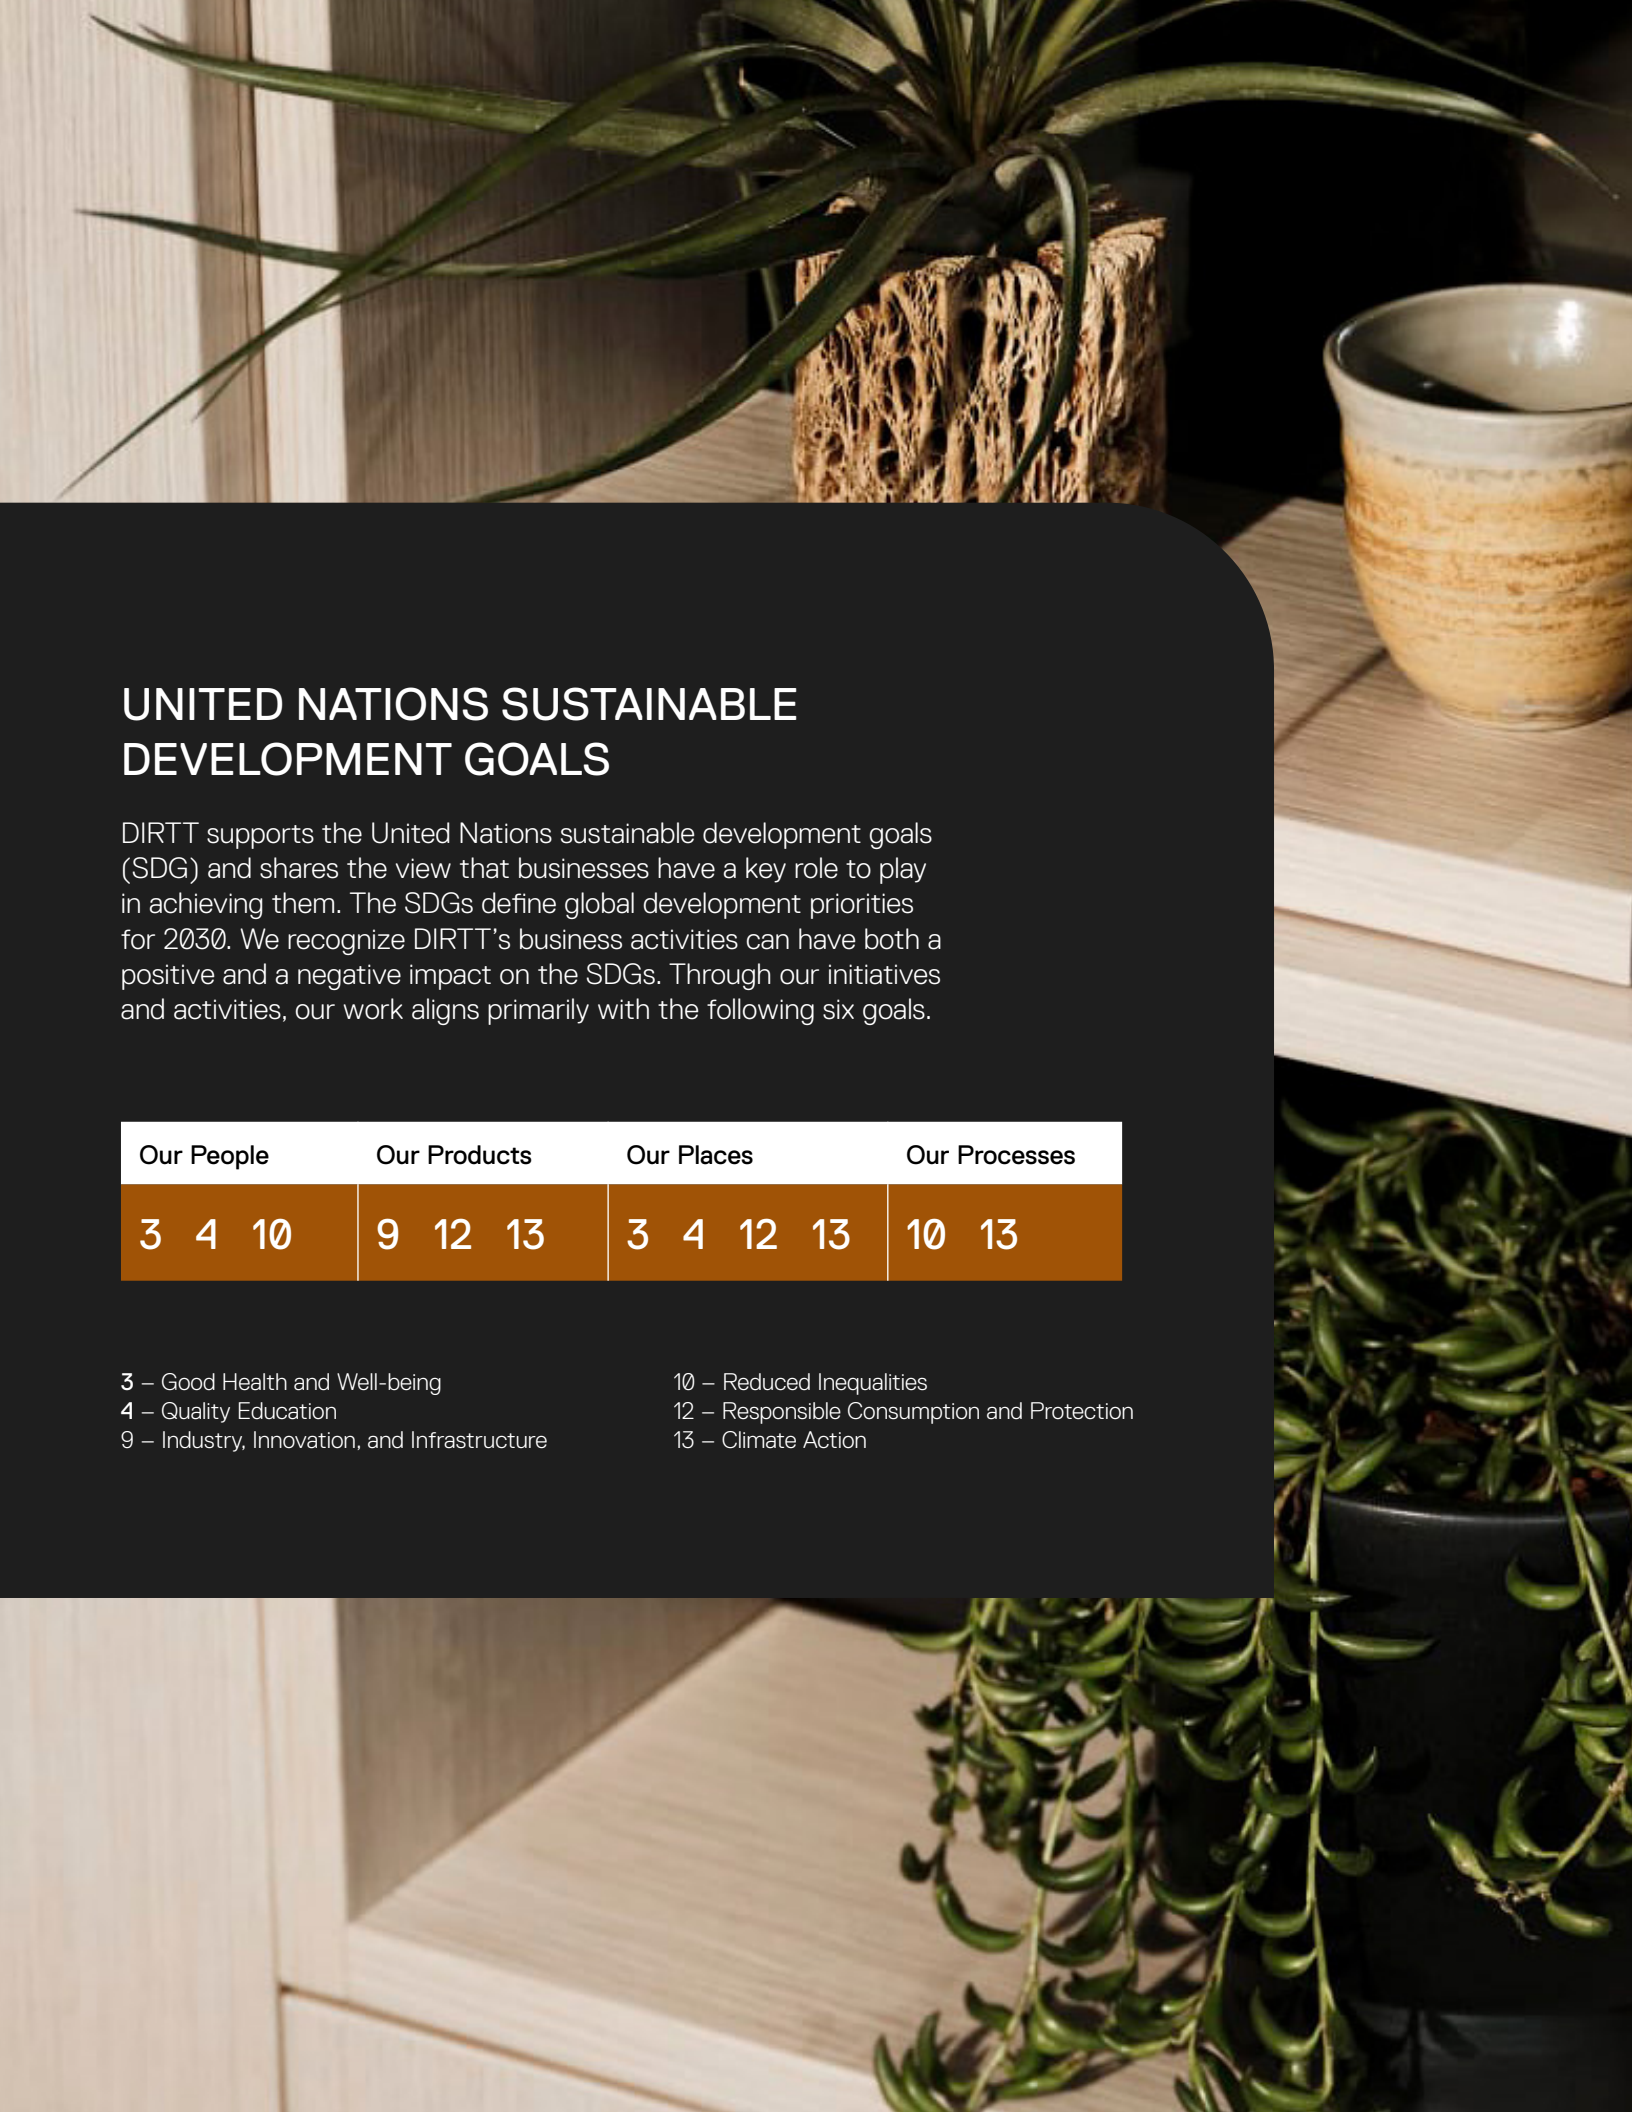 UNITED NATIONS SUSTAINABLE
DEVELOPMENT GOALS
DIRTT supports the United Nations sustainable development goals
(SDG) and shares the view that businesses have a key role to play
in achieving them. The SDGs define global development priorities
for 2030. We recognize DIRTT’s business activities can have both a
positive and a negative impact on the SDGs. Through our initiatives
and activities, our work aligns primarily with the following six goals.
Our People Our Products Our Places Our Processes
3 4 10 9 12 13 3 4 12 13 10 13
3 – Good Health and Well-being
4 – Quality Education
9 – Industry, Innovation, and Infrastructure
10 – Reduced Inequalities
12 – Responsible Consumption and Protection
13 – Climate Action